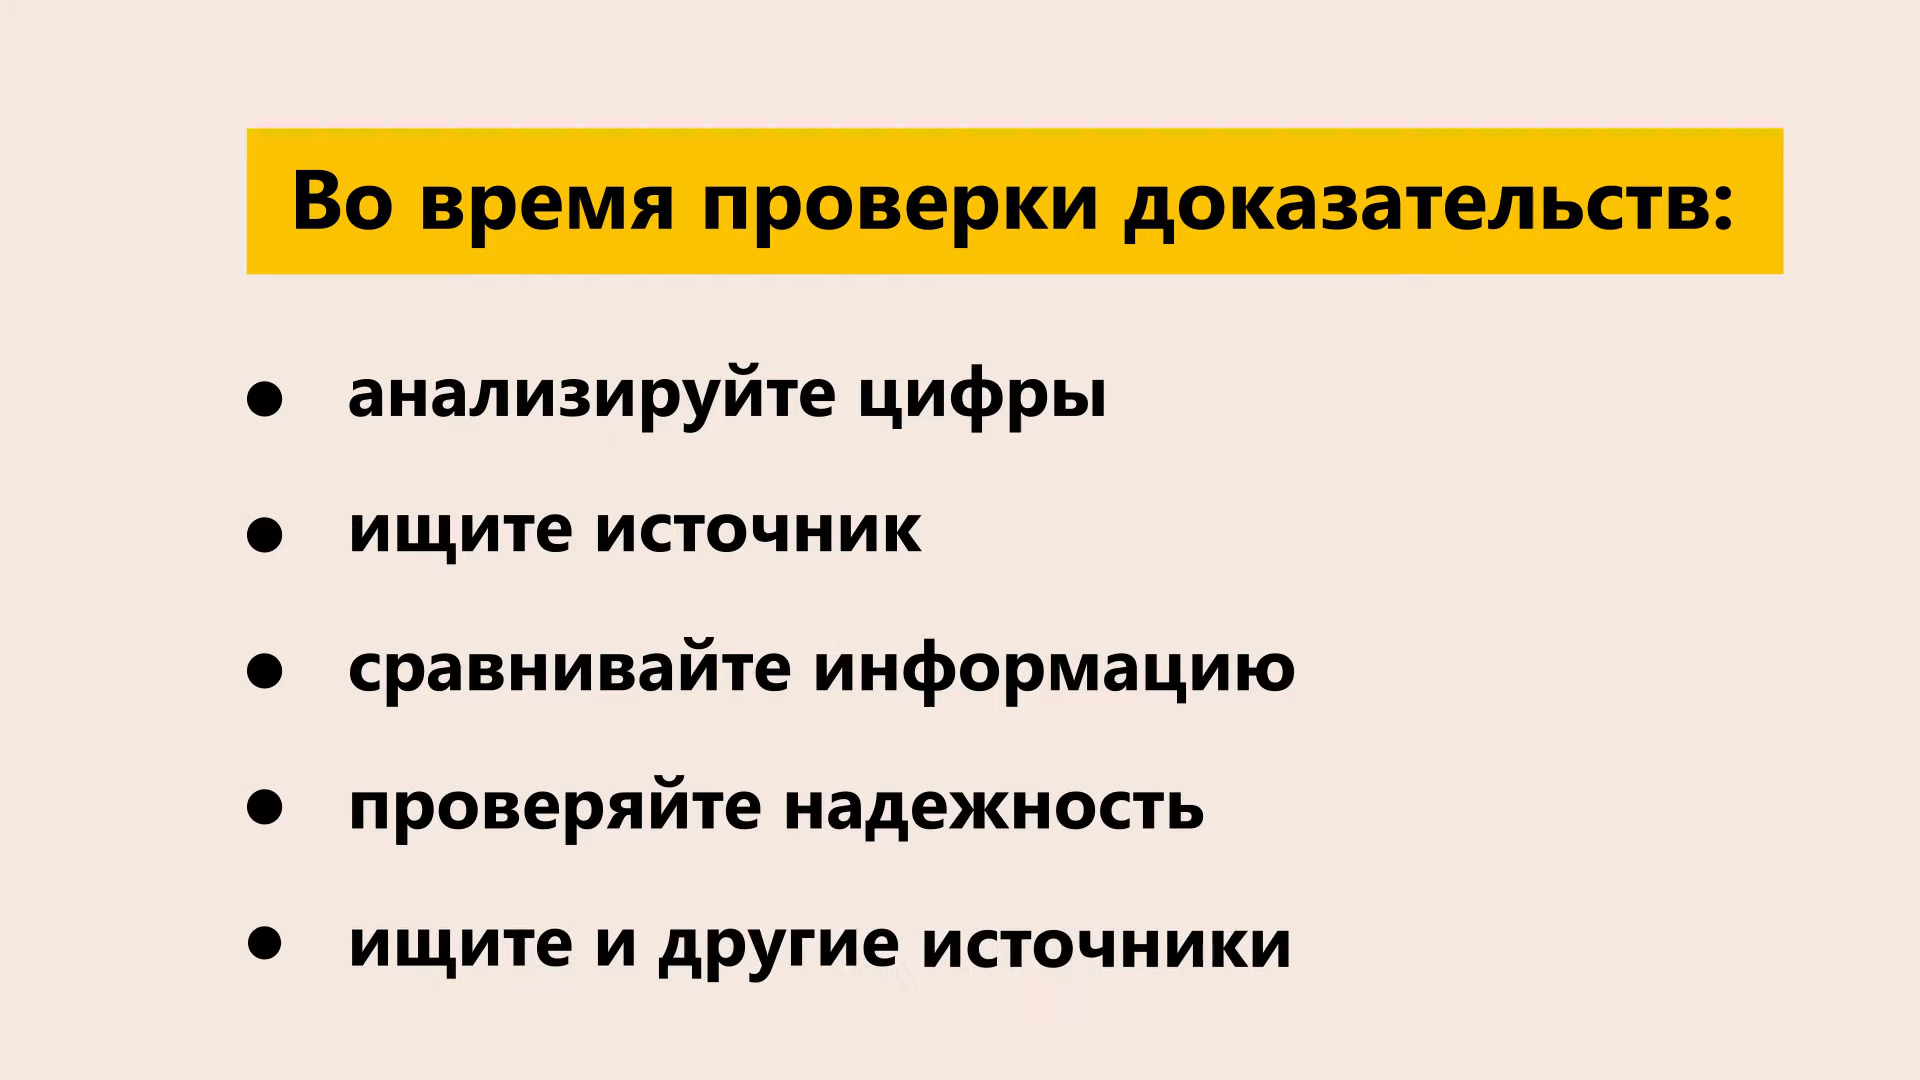 Во время проверки доказательств:
● анализируйте цифры
● ищите источник
● сравнивайте информацию
● проверяйте надежность
● ищите и другие источники